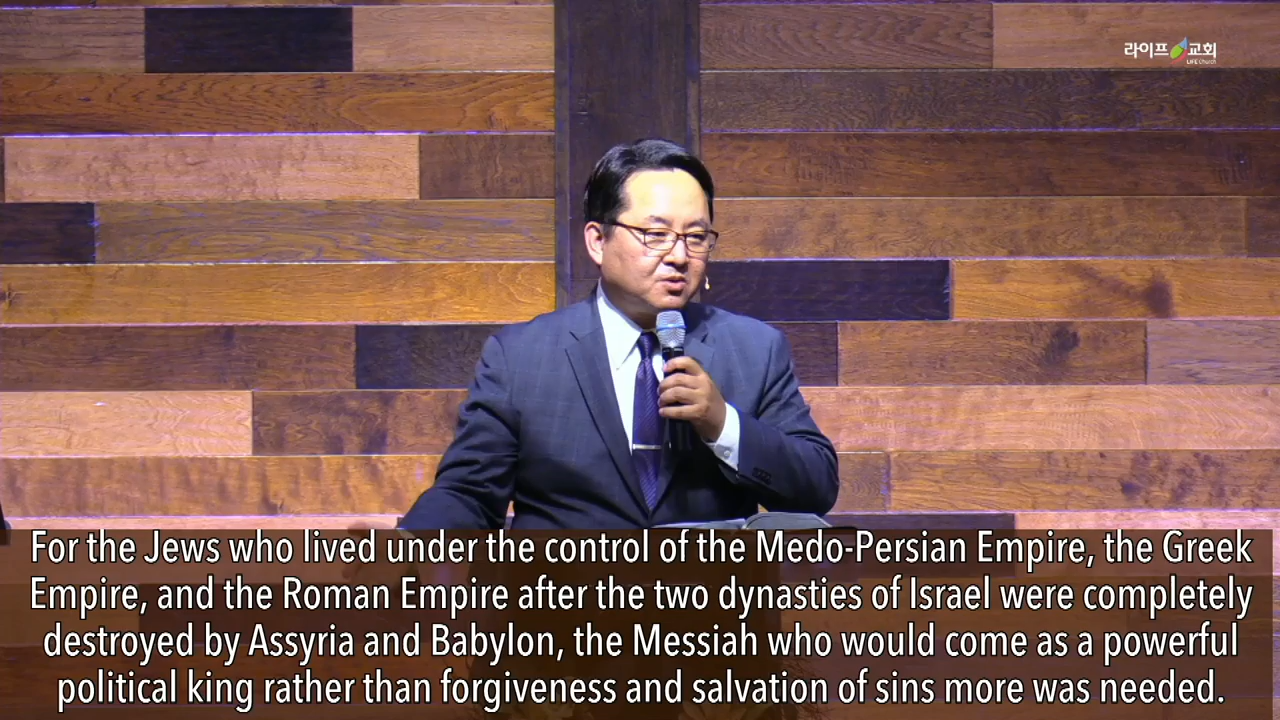 라이프 교회
LIFE Church
For the Jews who lived under the control of the Medo-Persian Empire, the Greek
Empire, and the Roman Empire after the two dynasties of Israel were completely
destroyed by Assyria and Babylon, the Messiah who would come as a powerful
political king rather than forgiveness and salvation of sins more was needed.